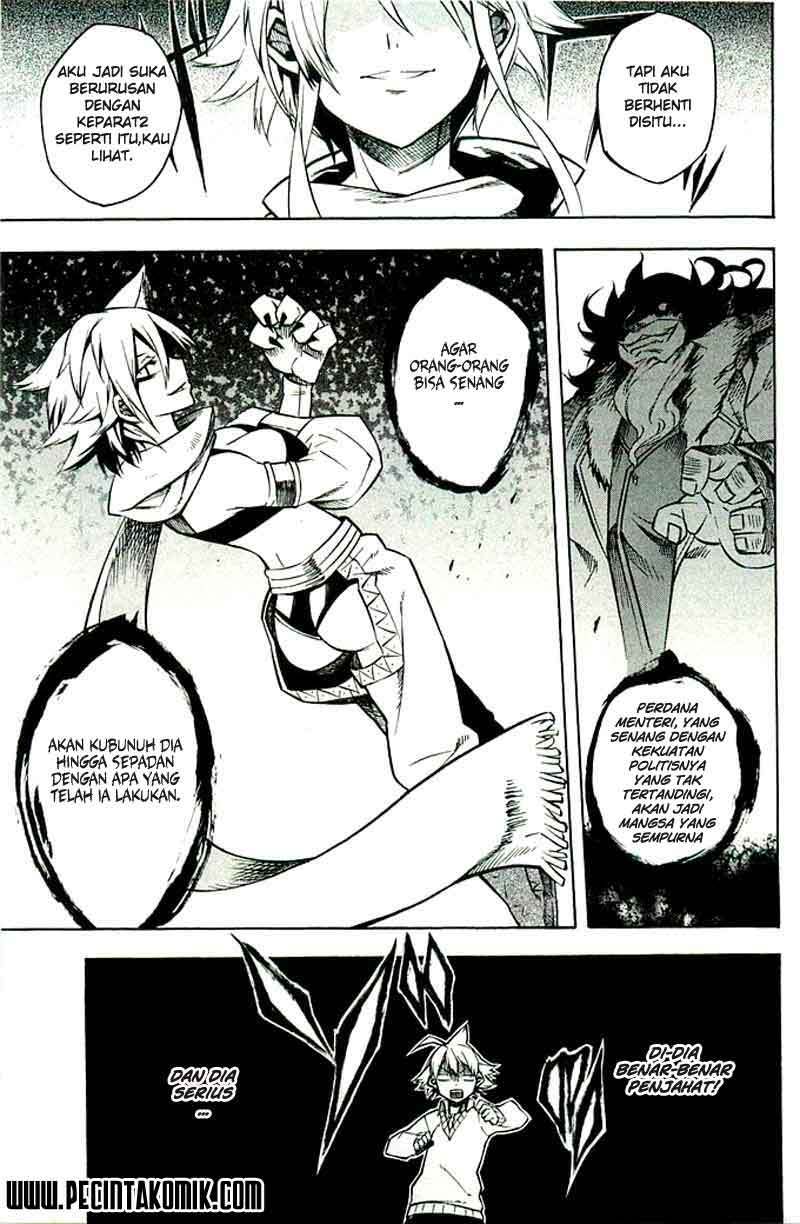 TAPI AKU
TIDAK
BERHENTI
DISITU...
AKU JADI SUKA
BERURUSAN
DENGAN
KEPARAT2
SEPERTI ITU,KAU
LIHAT.
PERDANA
MENTERI, YANG
SENANG DENGAN
KEKUATAN
POLITISNYA
YANG TAK
TERTANDINGI,
AKAN JADI
MANGSA YANG
SEMPURNA
AGAR
ORANG-ORANG
BISA SENANG
...
AKAN KUBUNUH DIA
HINGGA SEPADAN
DENGAN APA YANG
TELAH IA LAKUKAN.
DI-DIA
BENAR-BENAR
PENJAHAT!
DAN DIA
SERIUS
...
WWW.PECINTAKOMIK.COM